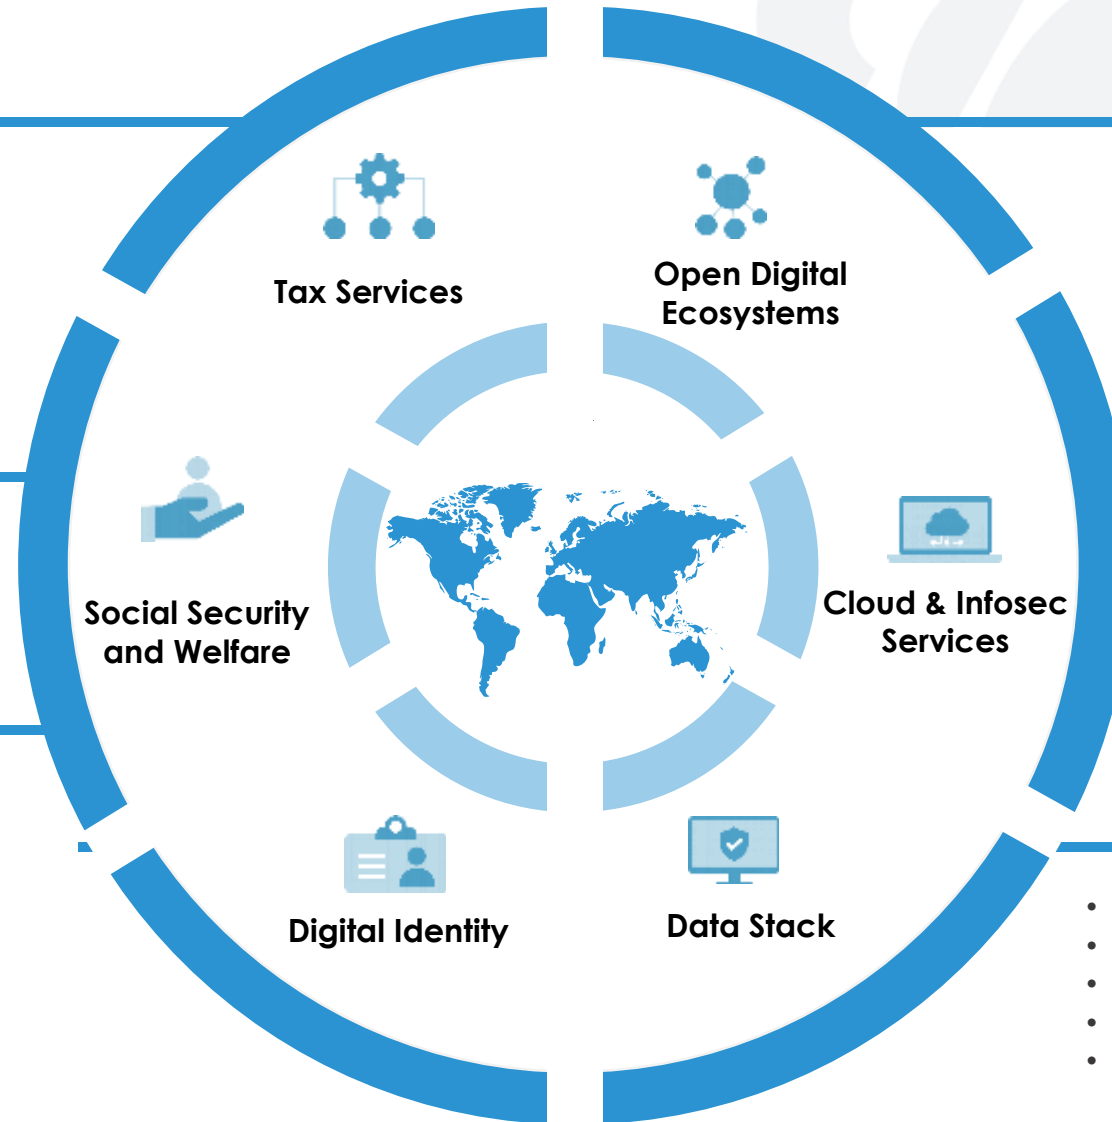 Tax Services
Open Digital
Ecosystems
Social Security
and Welfare
Cloud & Infosec
Services
Digital Identity
Data Stack